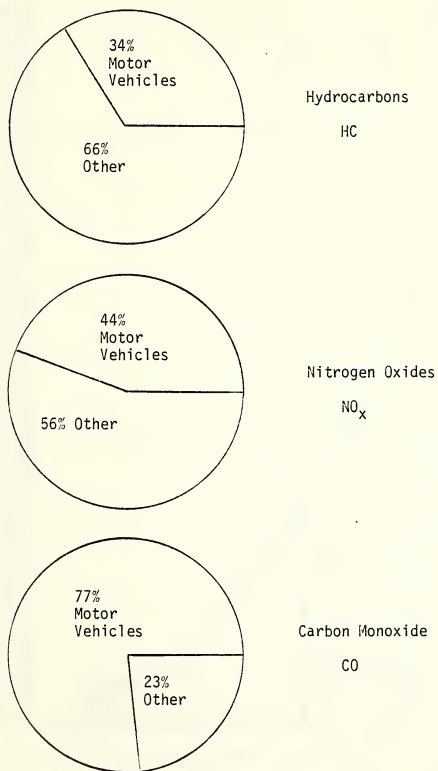 34%
Motor
Vehicles
66%
Other
Hydrocarbons
HC
44%
Motor
Vehicles
56% Other
Nitrogen Oxides
NOx
77%
Motor
Vehicles
23%
Other
Carbon Monoxide
CO